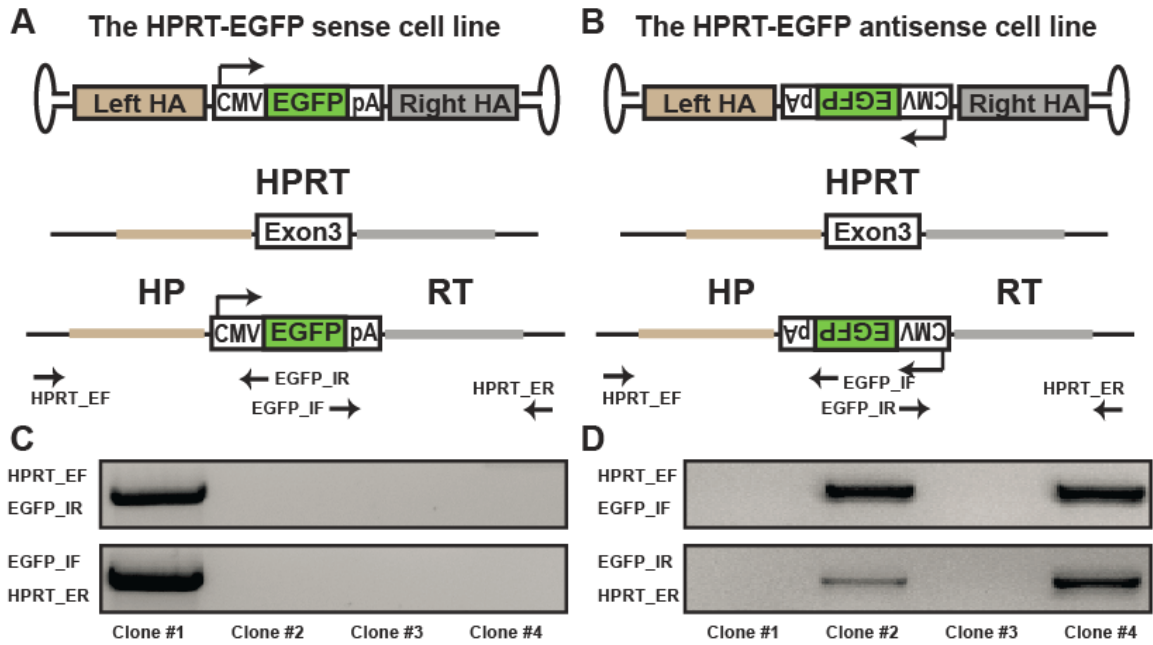 A The HPRT-EGFP sense cell line
Left HA CMV EGFP pA Right HA
HPRT
Exon3
HP RT
CMV EGFP pA
HPRT_EF
EGFP_IR
EGFP_IF
HPRT_ER
B The HPRT-EGFP antisense cell line
Left HA pA EGFP CMV Right HA
HPRT
Exon3
HP RT
pA EGFP CMV
HPRT_EF
EGFP_IF
EGFP_IR
HPRT_ER
C
HPRT_EF
EGFP_IR
EGFP_IF
HPRT_ER
Clone #1 Clone #2 Clone #3 Clone #4
D
HPRT_EF
EGFP_IF
EGFP_IR
HPRT_ER
Clone #1 Clone #2 Clone #3 Clone #4